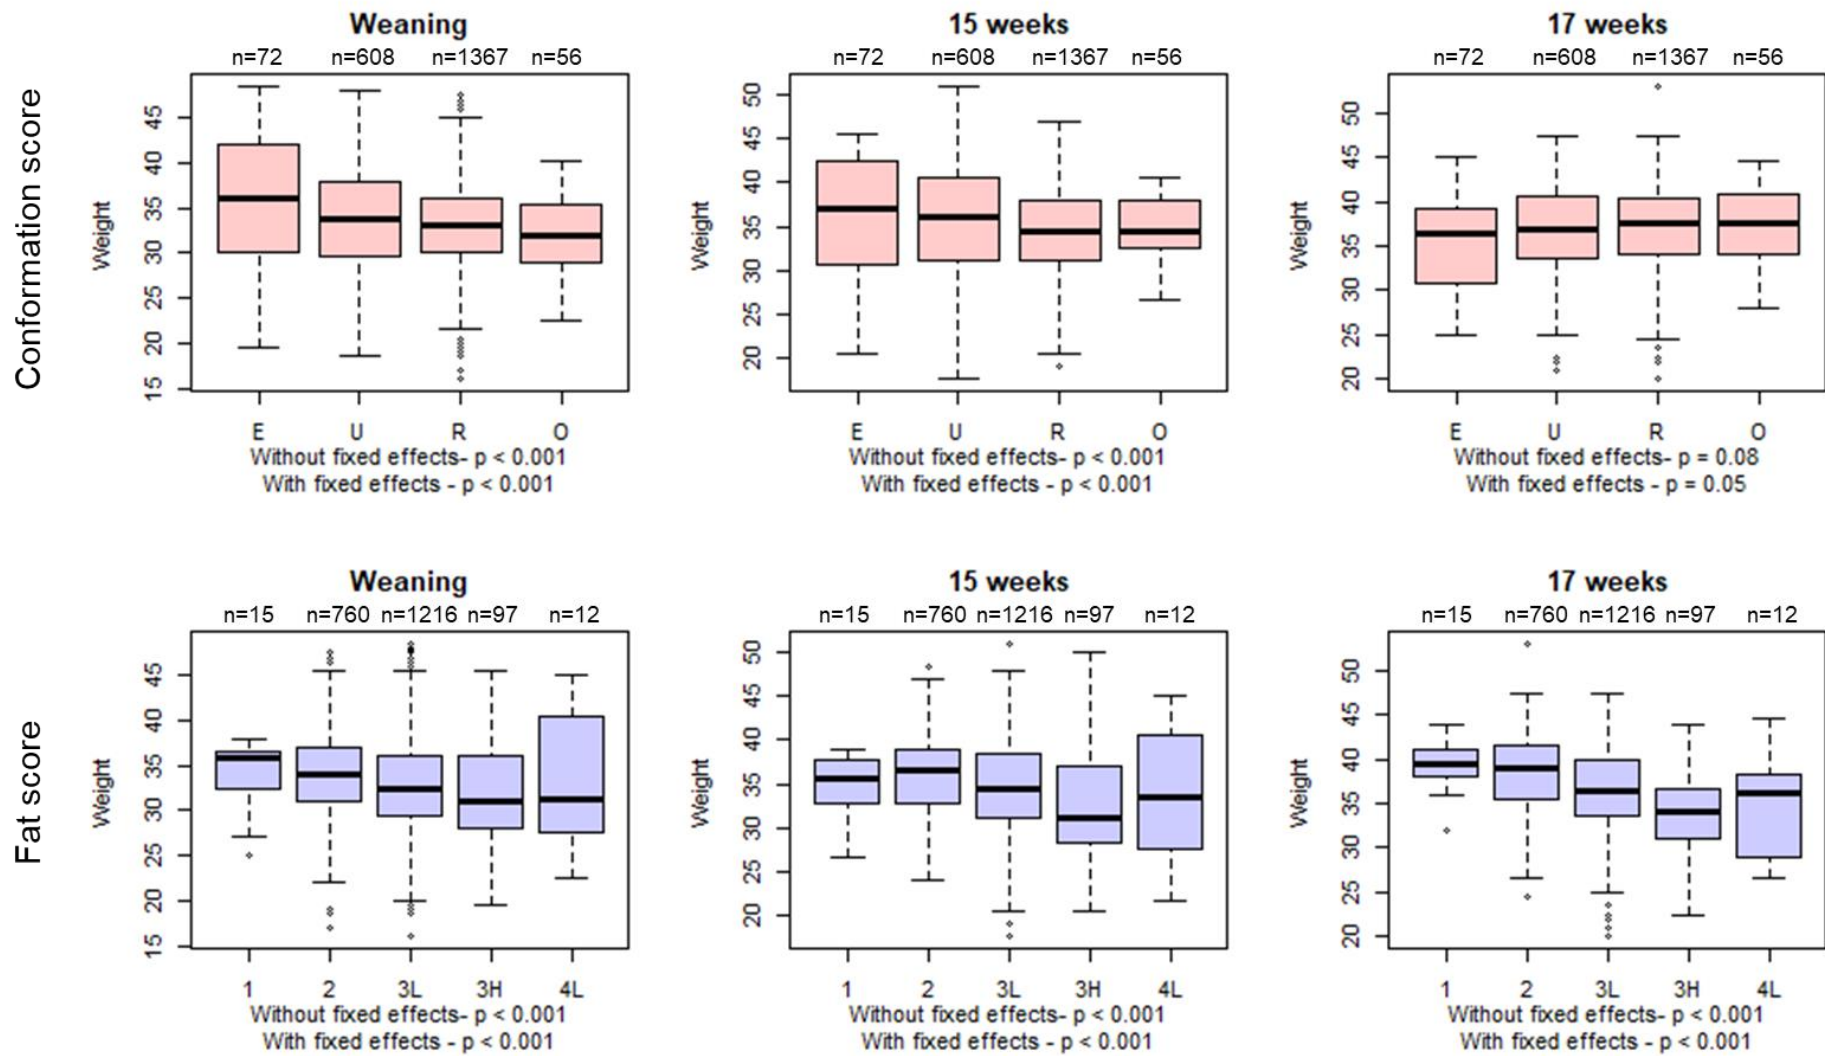 Conformation score
Weaning
n=72 n=608 n=1367 n=56
Weight
45
40
35
30
25
20
15
E U R O
Without fixed effects- p < 0.001
With fixed effects - p < 0.001
15 weeks
n=72 n=608 n=1367 n=56
Weight
50
45
40
35
30
25
20
E U R O
Without fixed effects- p < 0.001
With fixed effects - p < 0.001
17 weeks
n=72 n=608 n=1367 n=56
Weight
50
45
40
35
30
25
20
E U R O
Without fixed effects- p = 0.08
With fixed effects - p = 0.05
Fat score
Weaning
n=15 n=760 n=1216 n=97 n=12
Weight
45
40
35
30
25
20
15
1 2 3L 3H 4L
Without fixed effects- p < 0.001
With fixed effects - p < 0.001
15 weeks
n=15 n=760 n=1216 n=97 n=12
Weight
50
45
40
35
30
25
20
1 2 3L 3H 4L
Without fixed effects- p < 0.001
With fixed effects - p < 0.001
17 weeks
n=15 n=760 n=1216 n=97 n=12
Weight
50
45
40
35
30
25
20
1 2 3L 3H 4L
Without fixed effects- p < 0.001
With fixed effects - p < 0.001